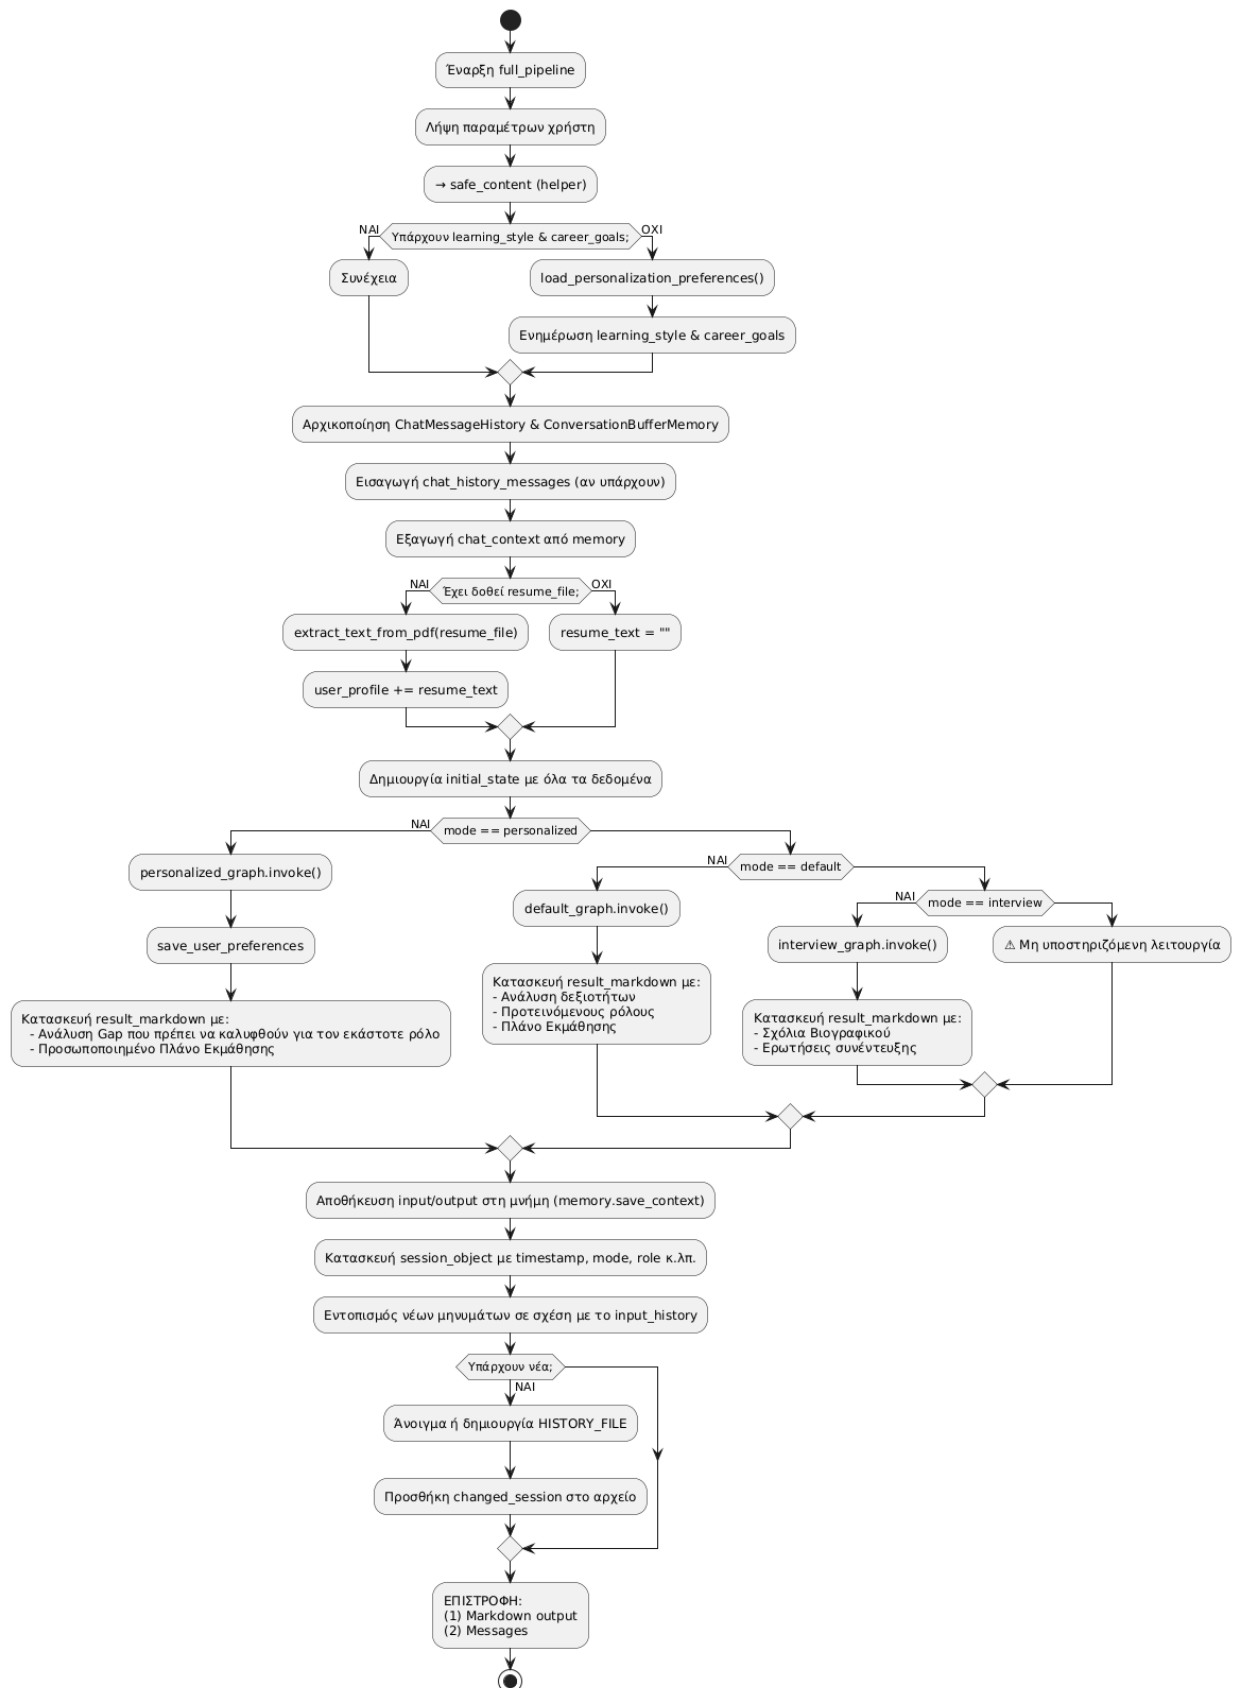 Έναρξη full_pipeline
Λήψη παραμέτρων χρήστη
→ safe_content (helper)
ΝΑΙ
Υπάρχουν learning_style & career_goals;
ΟΧΙ
Συνέχεια
load_personalization_preferences()
Ενημέρωση learning_style & career_goals
Αρχικοποίηση ChatMessageHistory & ConversationBufferMemory
Εισαγωγή chat_history_messages (αν υπάρχουν)
Εξαγωγή chat_context από memory
ΝΑΙ
Έχει δοθεί resume_file;
ΟΧΙ
extract_text_from_pdf(resume_file)
resume_text = ""
user_profile += resume_text
Δημιουργία initial_state με όλα τα δεδομένα
ΝΑΙ
mode == personalized
personalized_graph.invoke()
save_user_preferences
Κατασκευή result_markdown με:
- Ανάλυση Gap που πρέπει να καλυφθούν για τον εκάστοτε ρόλο
- Προσωποποιημένο Πλάνο Εκμάθησης
ΝΑΙ
mode == default
default_graph.invoke()
Κατασκευή result_markdown με:
- Ανάλυση δεξιοτήτων
- Προτεινόμενους ρόλους
- Πλάνο Εκμάθησης
ΝΑΙ
mode == interview
interview_graph.invoke()
Κατασκευή result_markdown με:
- Σχόλια Βιογραφικού
- Ερωτήσεις συνέντευξης
⚠ Μη υποστηριζόμενη λειτουργία
Αποθήκευση input/output στη μνήμη (memory.save_context)
Κατασκευή session_object με timestamp, mode, role κ.λπ.
Εντοπισμός νέων μηνυμάτων σε σχέση με το input_history
Υπάρχουν νέα;
ΝΑΙ
Άνοιγμα ή δημιουργία HISTORY_FILE
Προσθήκη changed_session στο αρχείο
ΕΠΙΣΤΡΟΦΗ:
(1) Markdown output
(2) Messages